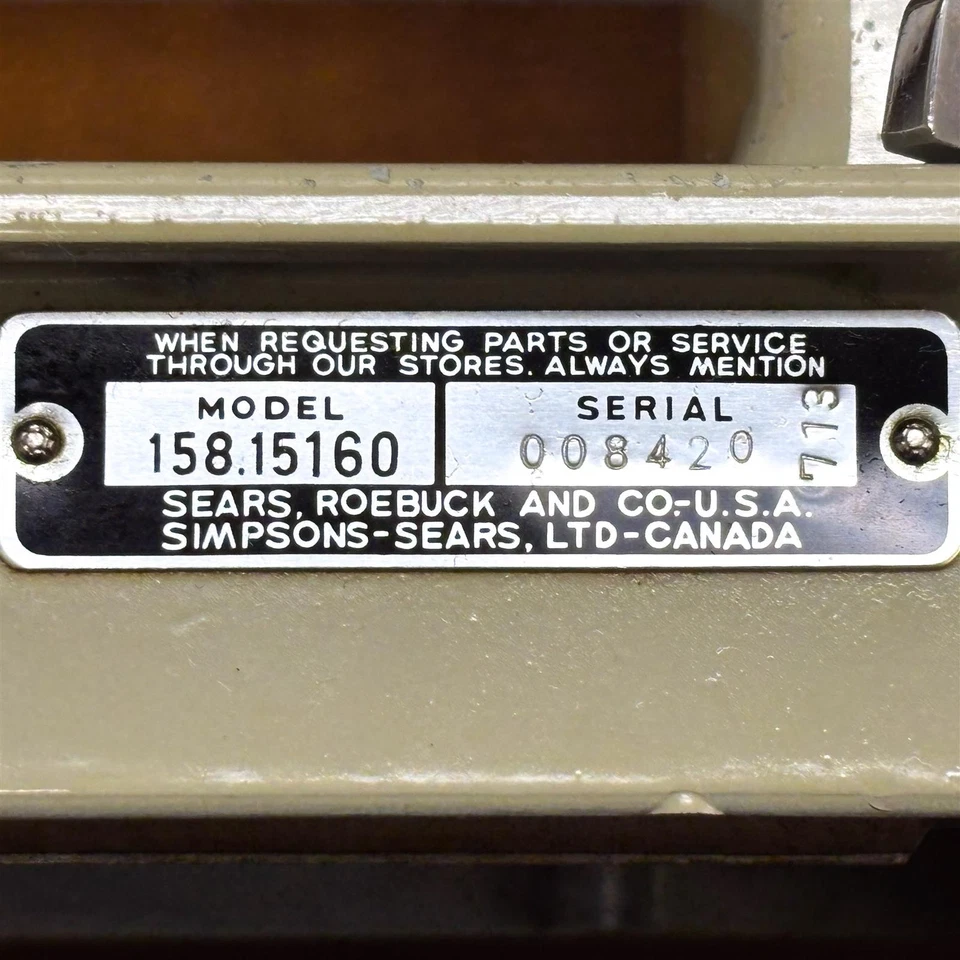 WHEN REQUESTING PARTS OR SERVICE
THROUGH OUR STORES. ALWAYS MENTION
MODEL
158.15160
SERIAL
008420
713
SEARS, ROEBUCK AND CO.-U.S.A.
SIMPSONS-SEARS, LTD-CANADA